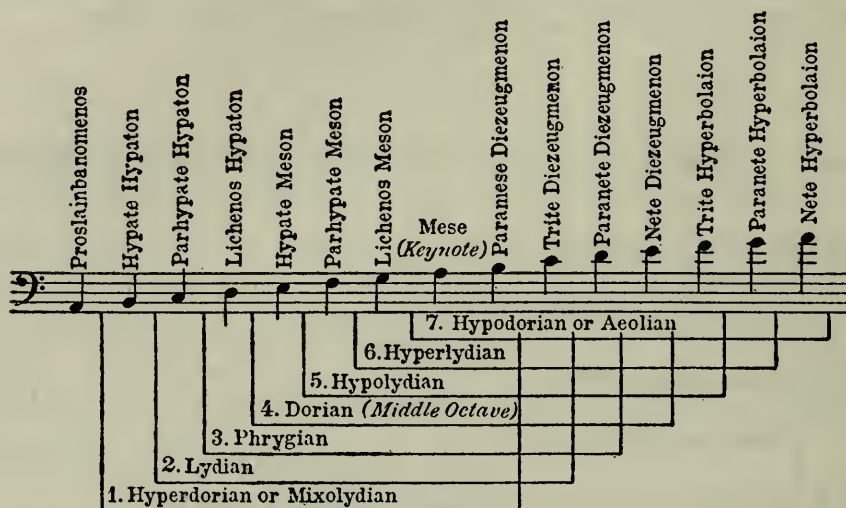 Proslainbanomenos
Hypate Hypaton
Parhypate Hypaton
Lichenos Hypaton
Hypate Meson
Parhypate Meson
Lichenos Meson
Mese
(Keynote)
Paramese Diezeugmenon
Trite Diezeugmenon
Paranete Diezeugmenon
Nete Diezeugmenon
Trite Hyperbolaion
Paranete Hyperbolaion
Nete Hyperbolaion
7. Hypodorian or Aeolian
6. Hyperlydian
5. Hypolydian
4. Dorian (Middle Octave)
3. Phrygian
2. Lydian
1. Hyperdorian or Mixolydian